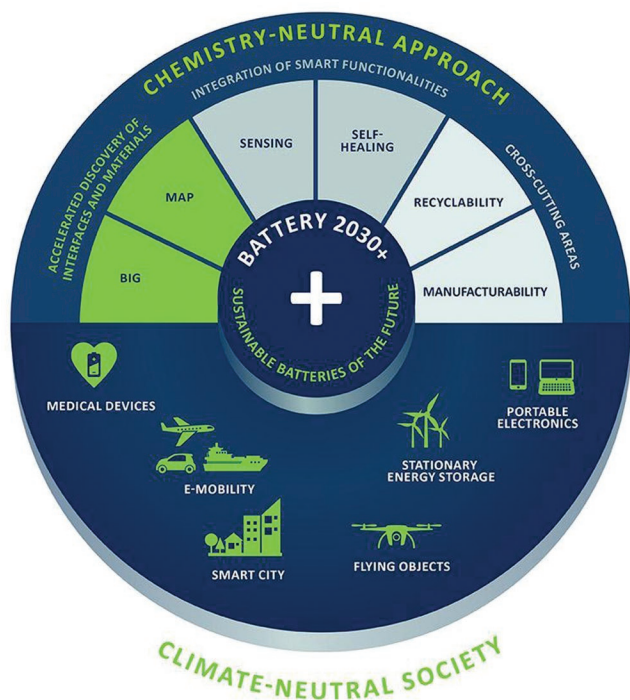 CHEMISTRY-NEUTRAL APPROACH
INTEGRATION OF SMART FUNCTIONALITIES
ACCELERATED DISCOVERY OF
INTERFACES AND MATERIALS
CROSS-CUTTING AREAS
BIG
MAP
SENSING
SELF-
HEALING
RECYCLABILITY
MANUFACTURABILITY
BATTERY 2030+
+
SUSTAINABLE BATTERIES OF THE FUTURE
MEDICAL DEVICES
E-MOBILITY
SMART CITY
FLYING OBJECTS
STATIONARY
ENERGY STORAGE
PORTABLE
ELECTRONICS
CLIMATE-NEUTRAL SOCIETY